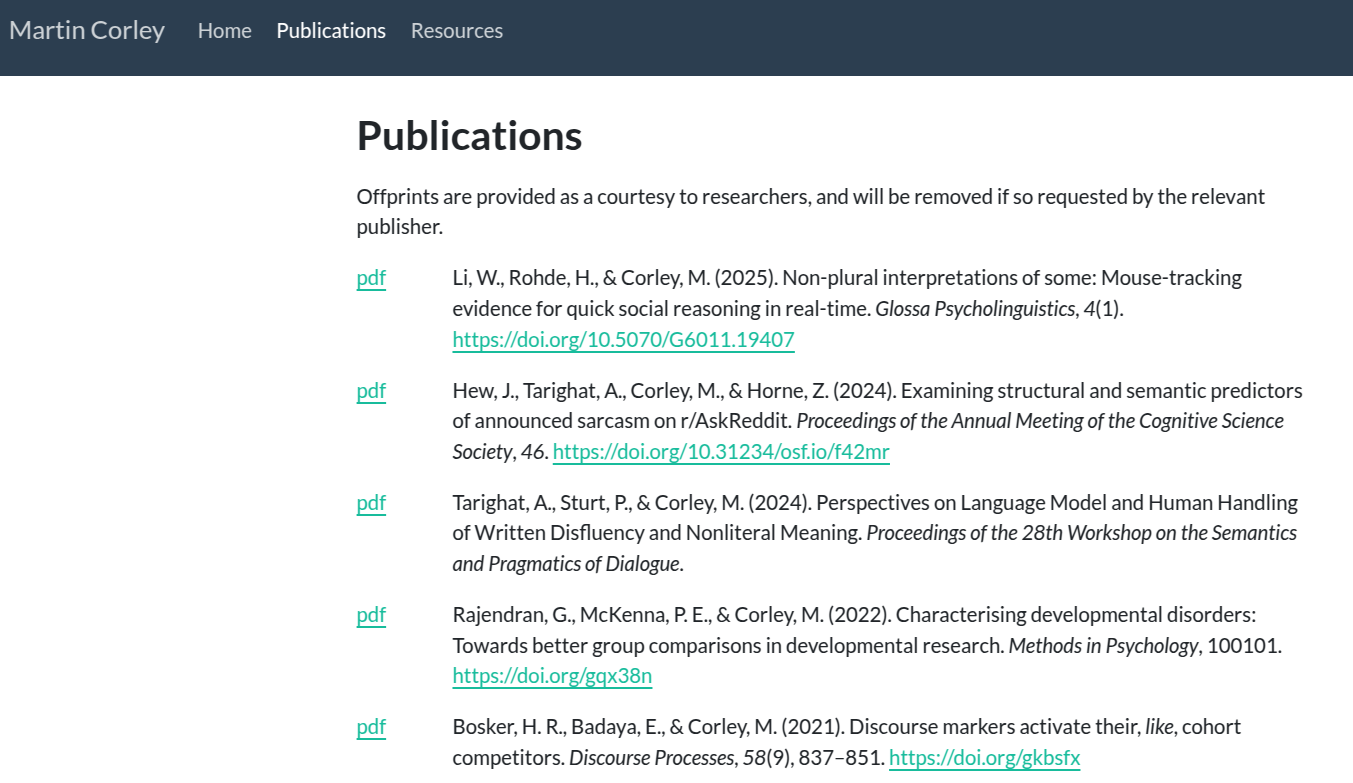 Martin Corley Home Publications Resources
Publications
Offprints are provided as a courtesy to researchers, and will be removed if so requested by the relevant
publisher.
pdf Li, W., Rohde, H., & Corley, M. (2025). Non-plural interpretations of some: Mouse-tracking
evidence for quick social reasoning in real-time. Glossa Psycholinguistics, 4(1).
https://doi.org/10.5070/G6011.19407
pdf Hew, J., Tarighat, A., Corley, M., & Horne, Z. (2024). Examining structural and semantic predictors
of announced sarcasm on r/AskReddit. Proceedings of the Annual Meeting of the Cognitive Science
Society, 46. https://doi.org/10.31234/osf.io/f42mr
pdf Tarighat, A., Sturt, P., & Corley, M. (2024). Perspectives on Language Model and Human Handling
of Written Disfluency and Nonliteral Meaning. Proceedings of the 28th Workshop on the Semantics
and Pragmatics of Dialogue.
pdf Rajendran, G., McKenna, P. E., & Corley, M. (2022). Characterising developmental disorders:
Towards better group comparisons in developmental research. Methods in Psychology, 100101.
https://doi.org/gqx38n
pdf Bosker, H. R., Badaya, E., & Corley, M. (2021). Discourse markers activate their, like, cohort
competitors. Discourse Processes, 58(9), 837–851. https://doi.org/gkbsfx